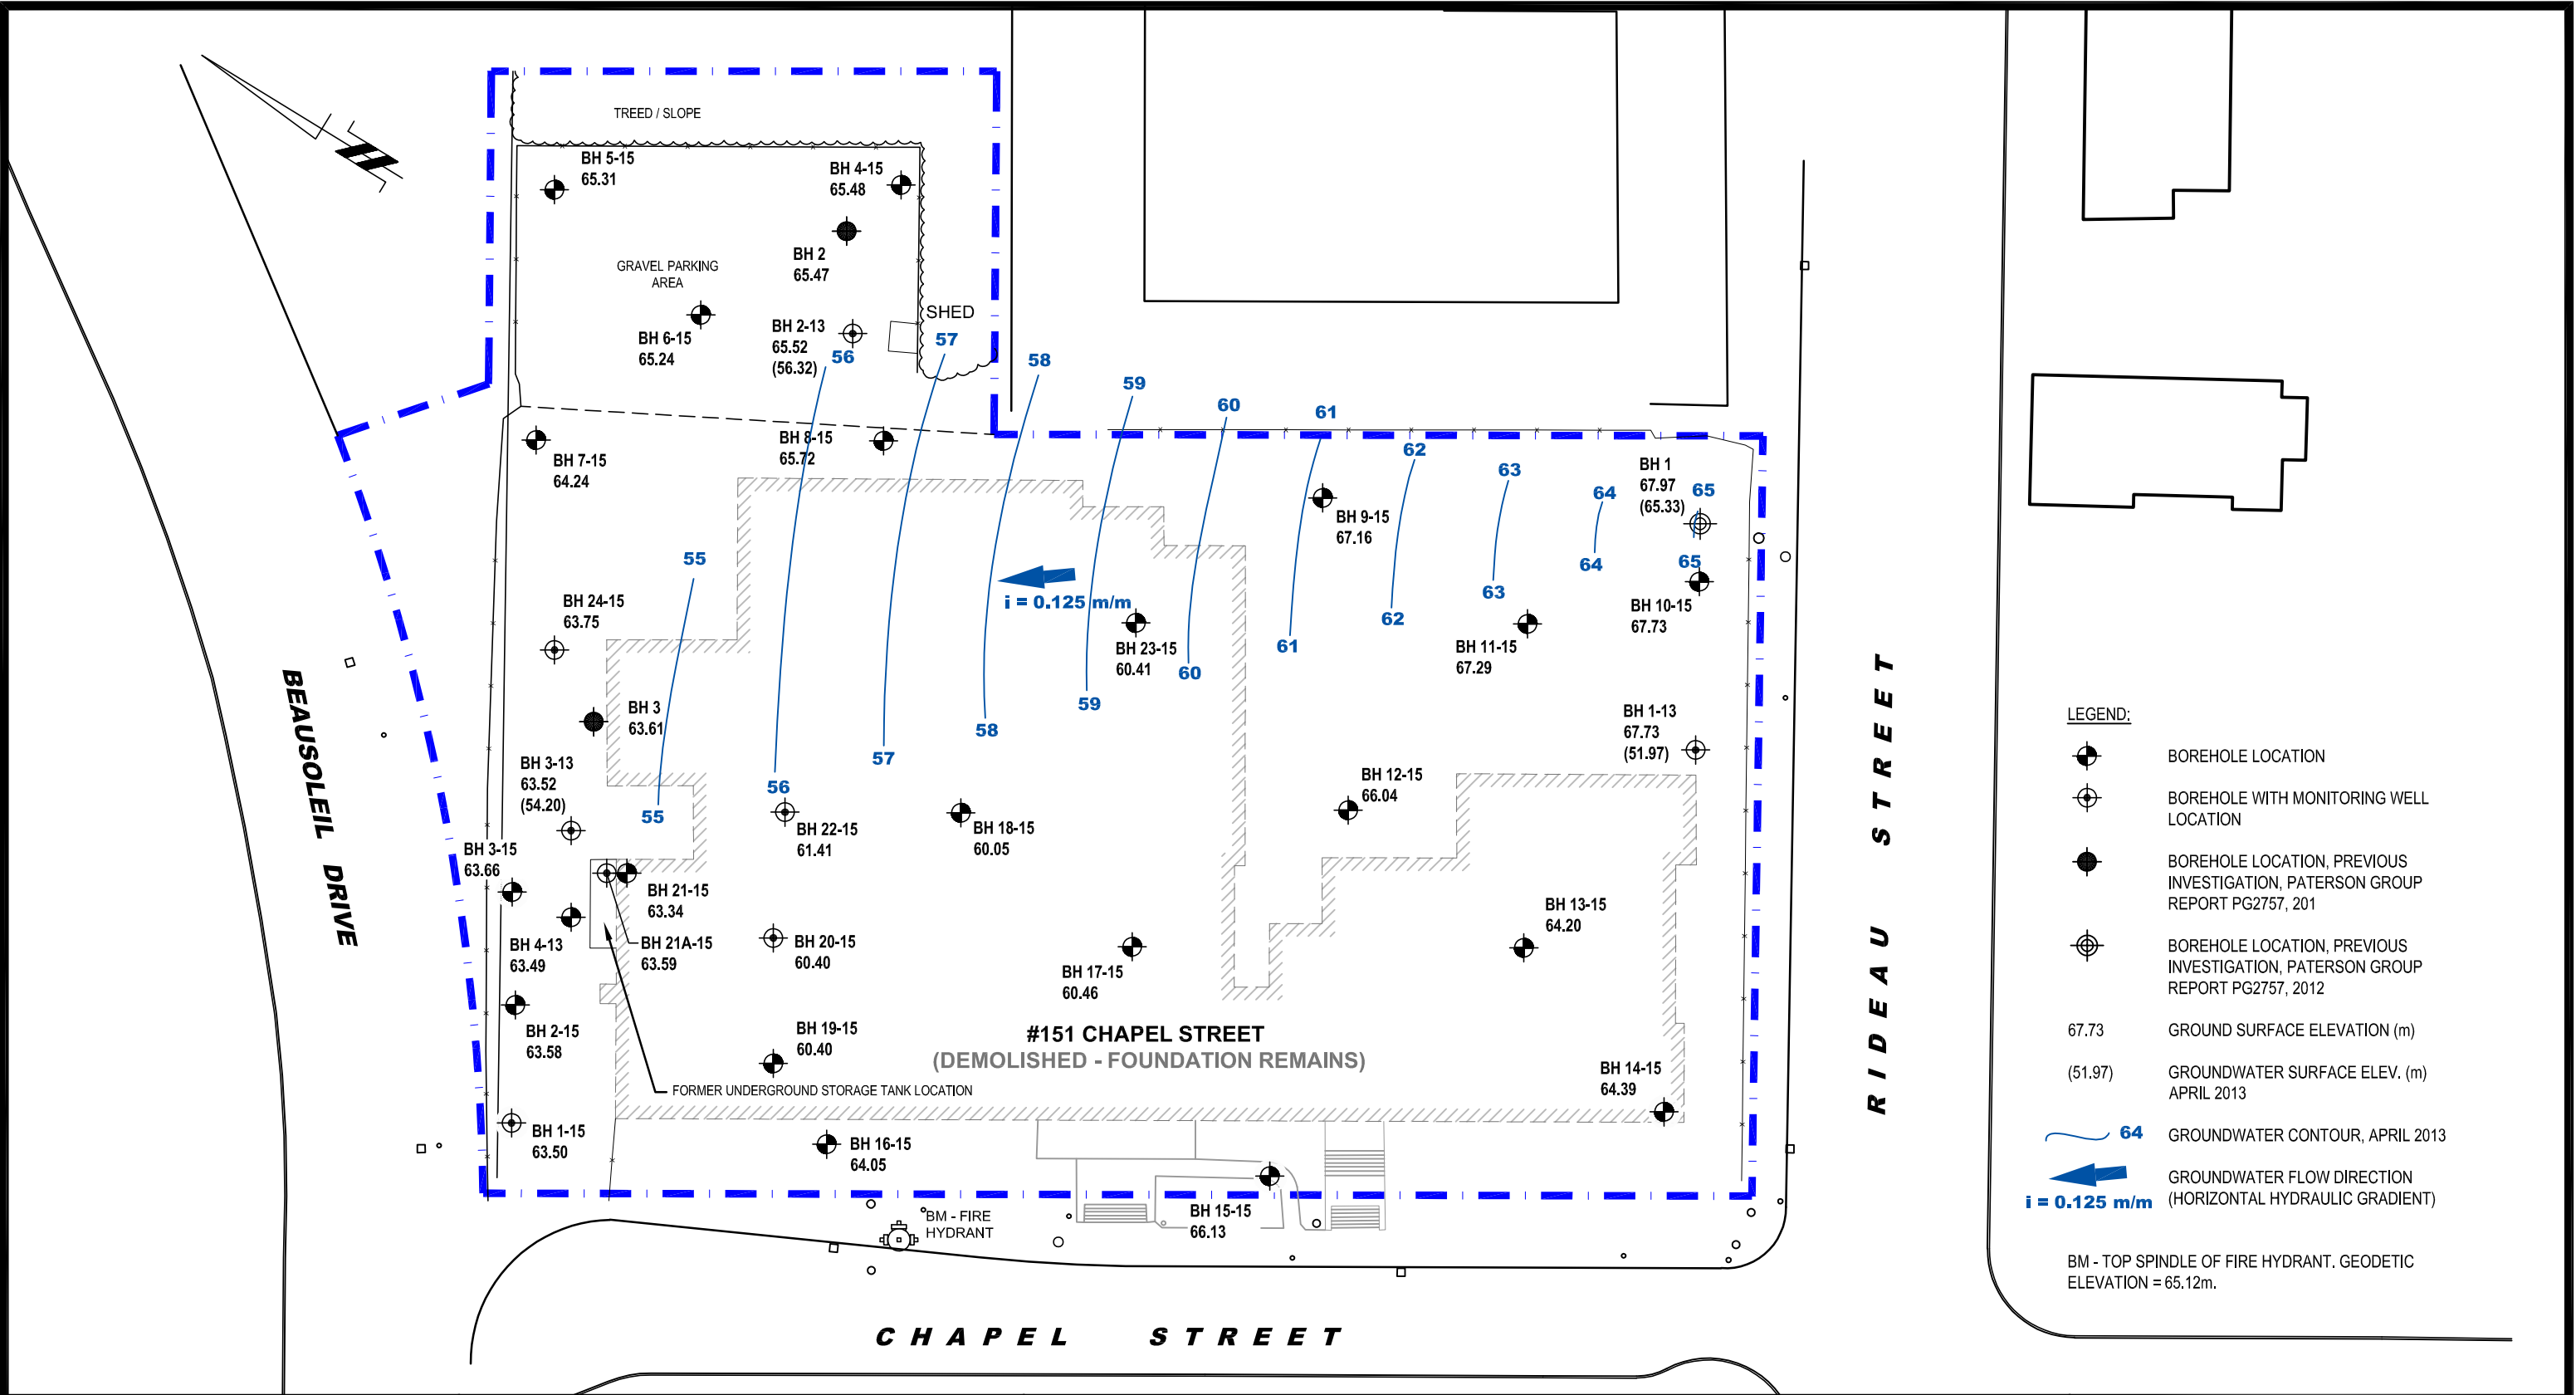 TREED / SLOPE
BH 5-15
65.31
BH 4-15
65.48
BH 2
65.47
GRAVEL PARKING
AREA
BH 6-15
65.24
BH 2-13
65.52
(56.32)
SHED
56
57
58
59
60
61
62
63
64
65
BH 7-15
64.24
BH 8-15
65.72
BH 1
67.97
(65.33)
BH 9-15
67.16
55
i = 0.125 m/m
BH 24-15
63.75
BH 23-15
60.41
BH 11-15
67.29
BH 10-15
67.73
65
64
63
62
61
60
59
58
57
56
55
BH 3
63.61
BH 1-13
67.73
(51.97)
BH 3-13
63.52
(54.20)
BH 12-15
66.04
BH 22-15
61.41
BH 18-15
60.05
BH 3-15
63.66
BH 21-15
63.34
BH 13-15
64.20
BH 4-13
63.49
BH 21A-15
63.59
BH 20-15
60.40
BH 17-15
60.46
BH 2-15
63.58
BH 19-15
60.40
#151 CHAPEL STREET
(DEMOLISHED - FOUNDATION REMAINS)
FORMER UNDERGROUND STORAGE TANK LOCATION
BH 14-15
64.39
BH 1-15
63.50
BH 16-15
64.05
BH 15-15
66.13
BM - FIRE
HYDRANT
BEAUSOLEIL DRIVE
RIDEAU STREET
CHAPEL STREET
LEGEND:
BOREHOLE LOCATION
BOREHOLE WITH MONITORING WELL
LOCATION
BOREHOLE LOCATION, PREVIOUS
INVESTIGATION, PATERSON GROUP
REPORT PG2757, 201
BOREHOLE LOCATION, PREVIOUS
INVESTIGATION, PATERSON GROUP
REPORT PG2757, 2012
67.73 GROUND SURFACE ELEVATION (m)
(51.97) GROUNDWATER SURFACE ELEV. (m)
APRIL 2013
64 GROUNDWATER CONTOUR, APRIL 2013
GROUNDWATER FLOW DIRECTION
i = 0.125 m/m (HORIZONTAL HYDRAULIC GRADIENT)
BM - TOP SPINDLE OF FIRE HYDRANT. GEODETIC
ELEVATION = 65.12m.